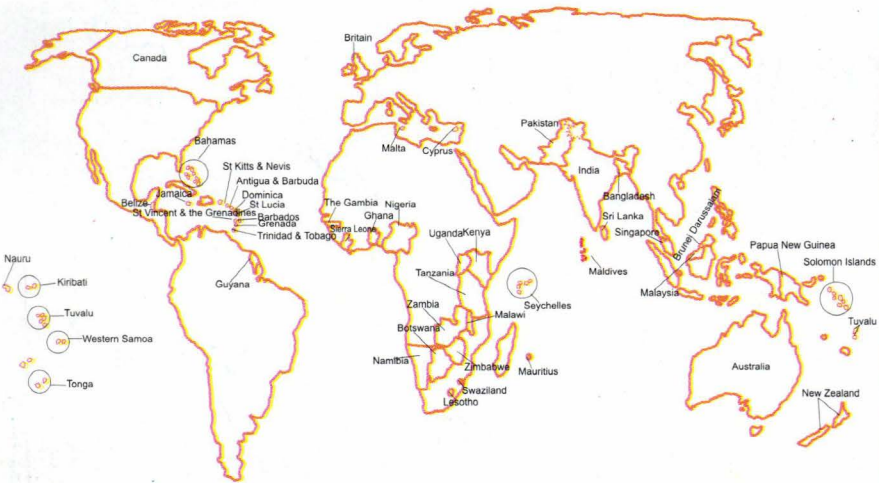 Canada
Britain
Bahamas
St Kitts & Nevis
Antigua & Barbuda
Dominica
St Lucia
Jamaica
Belize
St Vincent & the Grenadines
Barbados
Grenada
Trinidad & Tobago
Guyana
Nauru
Kiribati
Tuvalu
Western Samoa
Tonga
Malta
Cyprus
The Gambia
Sierra Leone
Ghana
Nigeria
Uganda
Kenya
Tanzania
Zambia
Malawi
Botswana
Namibia
Zimbabwe
Swaziland
Lesotho
Seychelles
Mauritius
Pakistan
India
Bangladesh
Sri Lanka
Maldives
Singapore
Malaysia
Brunei Darussalam
Papua New Guinea
Solomon Islands
Tuvalu
Australia
New Zealand